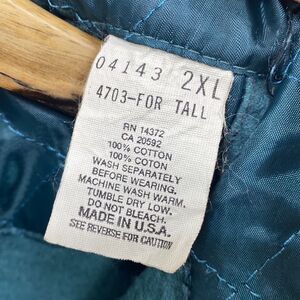 04143 2XL
4703-FOR TALL
RN 14372
CA 20592
100% COTTON
100% COTON
WASH SEPARATELY
BEFORE WEARING.
MACHINE WASH WARM.
TUMBLE DRY LOW.
DO NOT BLEACH.
MADE IN U.S.A.
SEE REVERSE FOR CAUTION